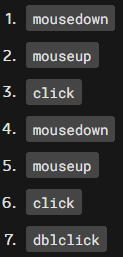 1. mousedown
2. mouseup
3. click
4. mousedown
5. mouseup
6. click
7. dblclick